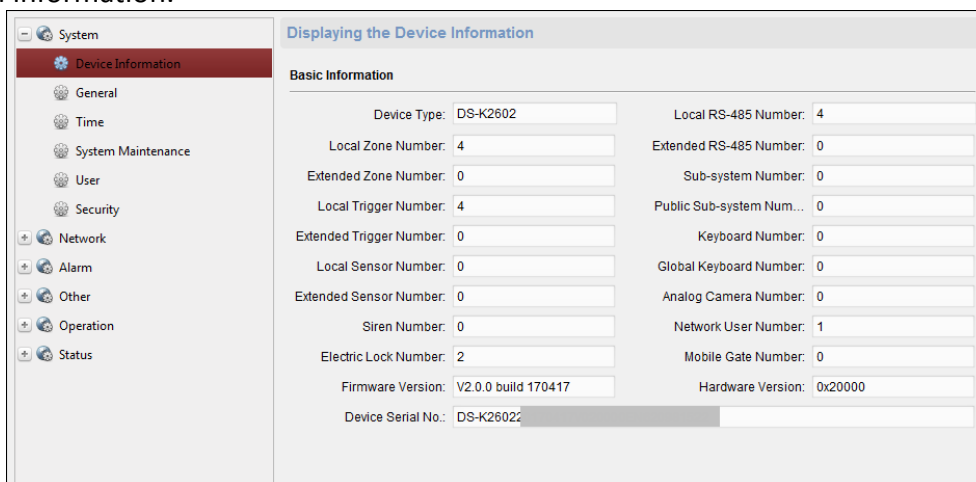 System
Device Information
General
Time
System Maintenance
User
Security
Network
Alarm
Other
Operation
Status
Displaying the Device Information
Basic Information
Device Type: DS-K2602 Local RS-485 Number: 4
Local Zone Number: 4 Extended RS-485 Number: 0
Extended Zone Number: 0 Sub-system Number: 0
Local Trigger Number: 4 Public Sub-system Num... 0
Extended Trigger Number: 0 Keyboard Number: 0
Local Sensor Number: 0 Global Keyboard Number: 0
Extended Sensor Number: 0 Analog Camera Number: 0
Siren Number: 0 Network User Number: 1
Electric Lock Number: 2 Mobile Gate Number: 0
Firmware Version: V2.0.0 build 170417 Hardware Version: 0x20000
Device Serial No.: DS-K26022